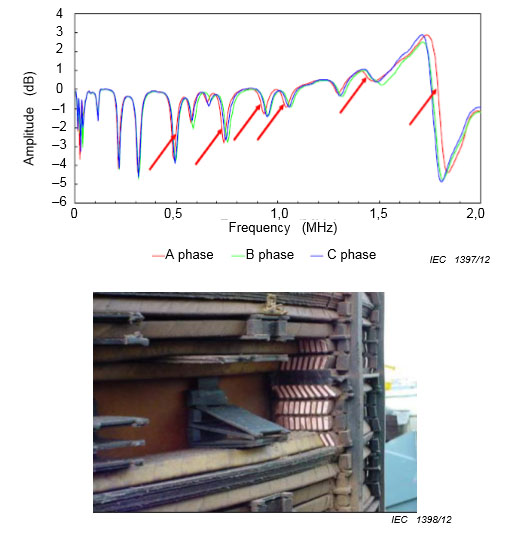 4
3
2
1
0
–1
–2
–3
–4
–5
–6
Amplitude (dB)
0 0,5 1,0 1,5 2,0
Frequency (MHz)
A phase B phase C phase
IEC 1397/12
IEC 1398/12